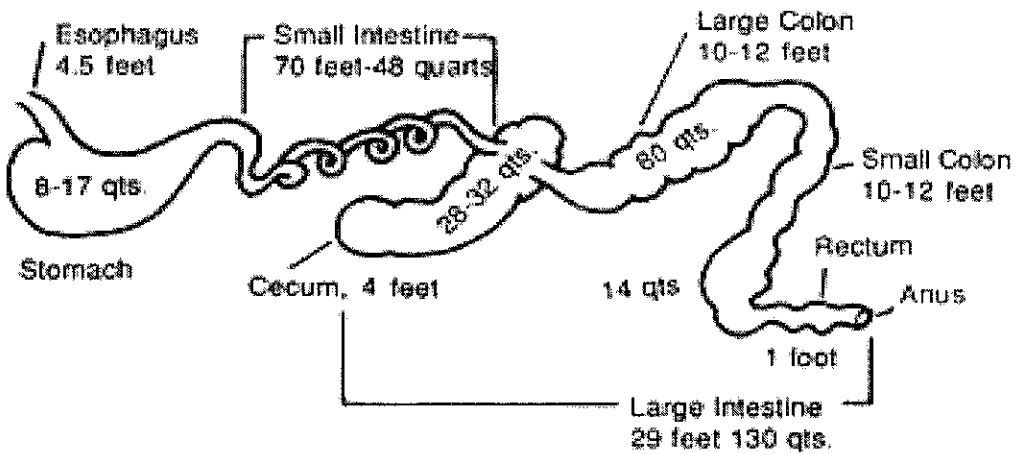 Esophagus
4.5 feet
Small Intestine
70 feet-48 quarts
Large Colon
10-12 feet
8-17 qts.
28-32 qts.
80 qts.
Small Colon
10-12 feet
Stomach
Cecum, 4 feet
14 qts
Rectum
Anus
1 foot
Large Intestine
29 feet 130 qts.